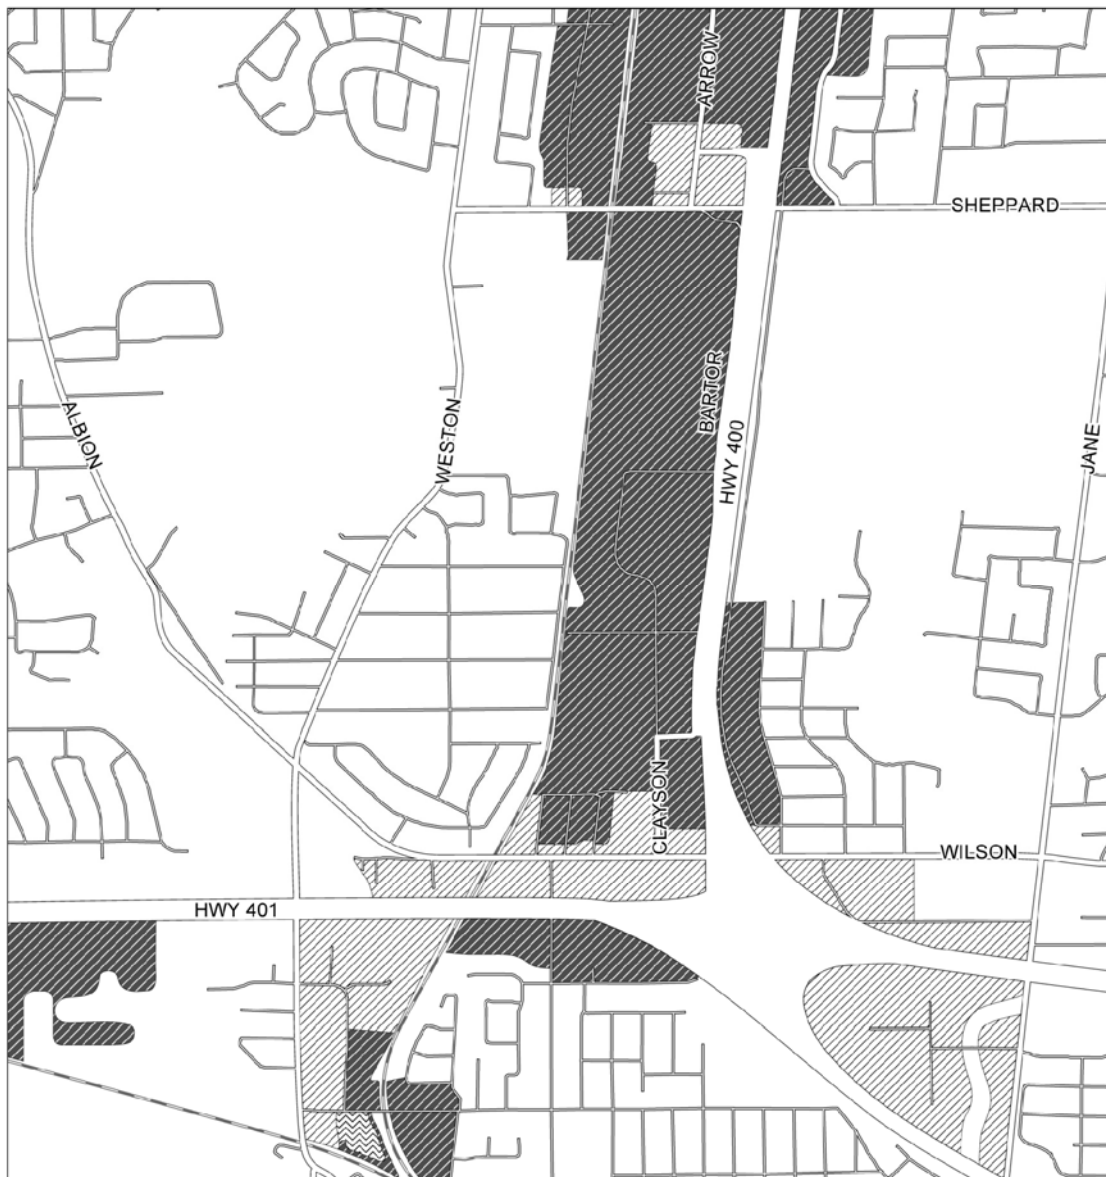 ARROW
SHEPPARD
BARTOR
ALBION
WESTON
HWY 400
JANE
CLAYSON
WILSON
HWY 401